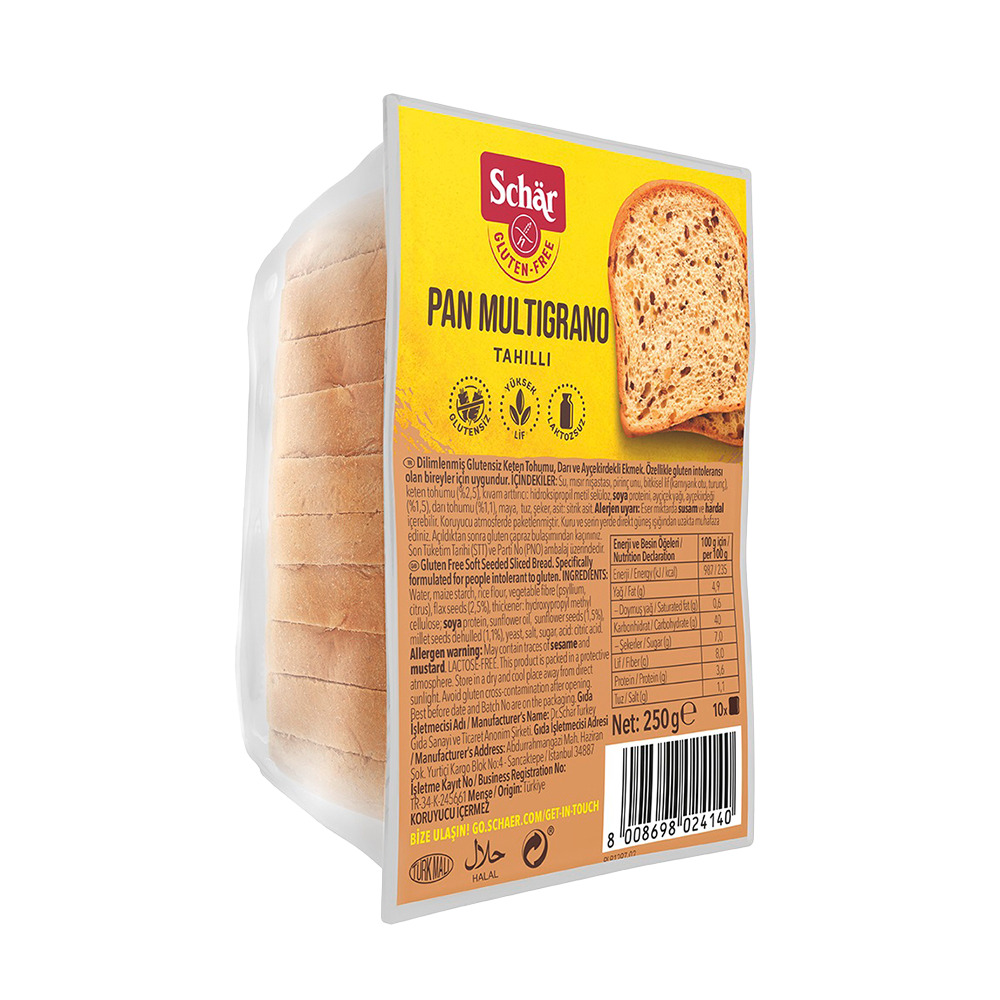 Schär
GLUTEN-FREE
PAN MULTIGRANO
TAHILLI
GLUTENSİZ
YÜKSEK
LİF
LAKTOZSUZ
TR Dilimlenmiş Glutensiz Keten Tohumu, Darı ve Ayçekirdekli Ekmek. Özellikle gluten intoleransı
olan bireyler için uygundur. İÇİNDEKİLER: Su, mısır nişastası, pirinç unu, bitkisel lif (karnıyarık otu, turunç),
keten tohumu (%2,5), kıvam arttırıcı: hidroksipropil metil selüloz, soya proteini, ayçiçek yağı, ayçekirdeği
(%1,5), darı tohumu (%1,1), maya, tuz, şeker, asit: sitrik asit. Alerjen uyarı: Eser miktarda susam ve hardal
içerebilir. Koruyucu atmosferde paketlenmiştir. Kuru ve serin yerde direkt güneş ışığından uzakta muhafaza
ediniz. Açıldıktan sonra gluten çapraz bulaşımından kaçınınız.
Son Tüketim Tarihi (STT) ve Parti No (PNO) ambalaj üzerindedir.
GB Gluten Free Soft Seeded Sliced Bread. Specifically
formulated for people intolerant to gluten. INGREDIENTS:
Water, maize starch, rice flour, vegetable fibre (psyllium,
citrus), flax seeds (2,5%), thickener: hydroxypropyl methyl
cellulose; soya protein, sunflower oil, sunflower seeds (1,5%),
millet seeds dehulled (1,1%), yeast, salt, sugar, acid: citric acid.
Allergen warning: May contain traces of sesame and
mustard. LACTOSE-FREE. This product is packed in a protective
atmosphere. Store in a dry and cool place away from direct
sunlight. Avoid gluten cross-contamination after opening.
Best before date and Batch No are on the packaging. Gıda
İşletmecisi Adı / Manufacturer's Name: Dr. Schär Turkey
Gıda Sanayi ve Ticaret Anonim Şirketi. Gıda İşletmecisi Adresi
/ Manufacturer's Address: Abdurrahmangazi Mah. Haziran
Sok. Yurtiçi Kargo Blok No:4 - Sancaktepe / Istanbul 34887
İşletme Kayıt No / Business Registration No:
TR-34-K-245661 Menşe / Origin: Türkiye
KORUYUCU İÇERMEZ
BİZE ULAŞIN! GO.SCHAER.COM/GET-IN-TOUCH
Enerji ve Besin Öğeleri / Nutrition Declaration 100 g için / per 100 g
Enerji / Energy (kJ / kcal) 987 / 235
Yağ / Fat (g) 4,9
– Doymuş yağ / Saturated fat (g) 0,6
Karbonhidrat / Carbohydrate (g) 40
– Şekerler / Sugar (g) 7,0
Lif / Fiber (g) 8,0
Protein / Protein (g) 3,6
Tuz / Salt (g) 1,1
Net: 250 g ℮
10x
8 008698 024140
TÜRK MALI
حلال
HALAL
®